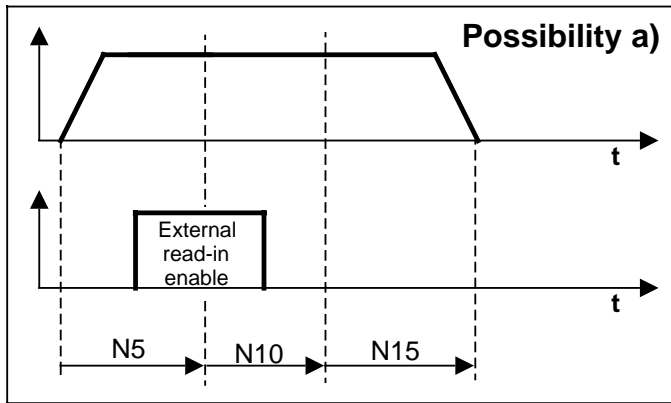 Possibility a)
t
External
read-in
enable
t
N5
N10
N15